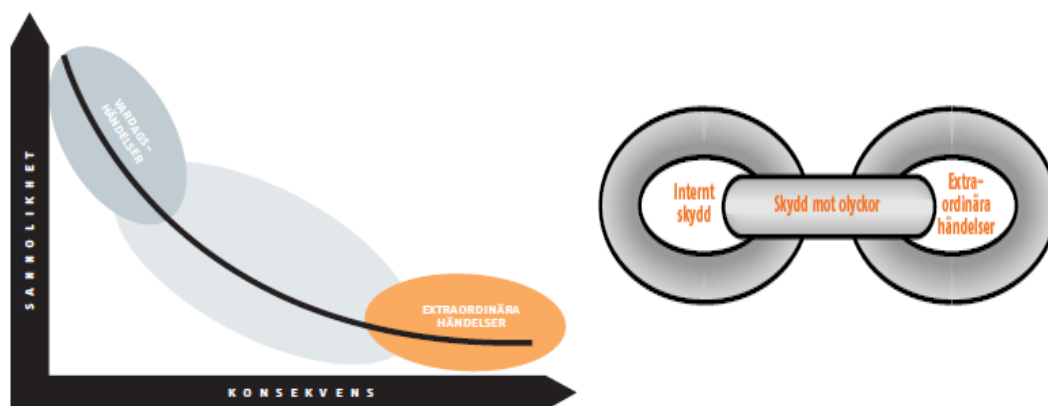 SANNOLIKHET
VARDAGS-
HÄNDELSER
EXTRAORDINÄRA
HÄNDELSER
KONSEKVENS
Internt
skydd
Skydd mot olyckor
Extra-
ordinära
händelser